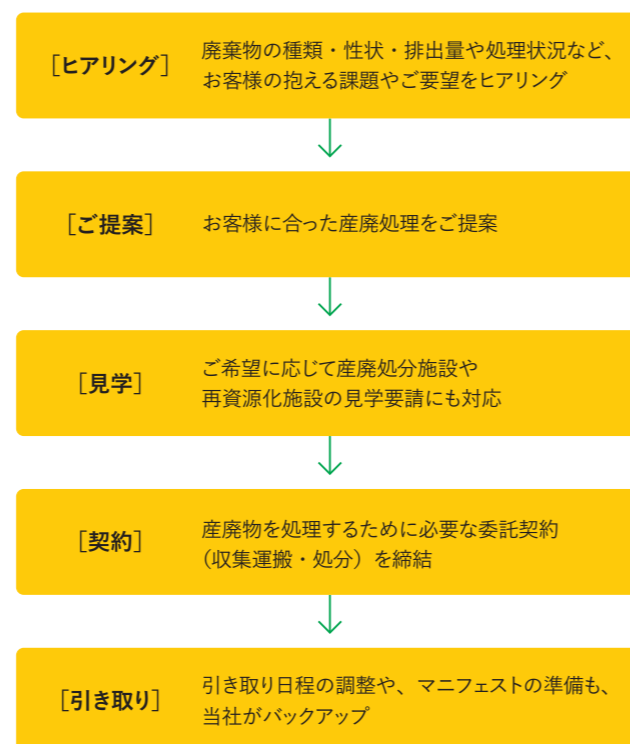 [ヒアリング]
廃棄物の種類・性状・排出量や処理状況など、
お客様の抱える課題やご要望をヒアリング
[ご提案]
お客様に合った産廃処理をご提案
[見学]
ご希望に応じて産廃処分施設や
再資源化施設の見学要請にも対応
[契約]
産廃物を処理するために必要な委託契約
（収集運搬・処分）を締結
[引き取り]
引き取り日程の調整や、マニフェストの準備も、
当社がバックアップ